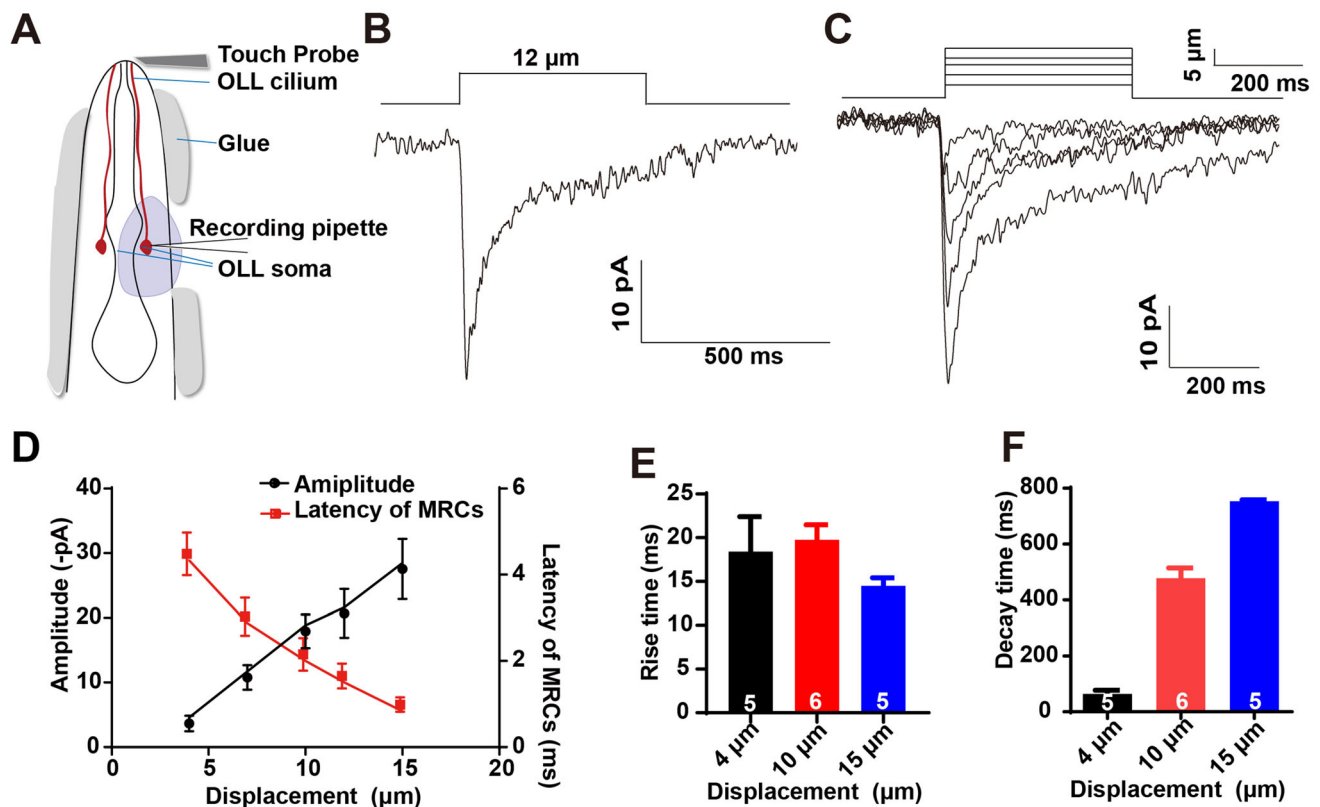 A
Touch Probe
OLL cilium
Glue
Recording pipette
OLL soma
B
12 µm
10 pA
500 ms
C
5 µm
200 ms
10 pA
200 ms
D
Amiplitude
Latency of MRCs
Amplitude (-pA)
40
30
20
10
0
6
4
2
0
Latency of MRCs (ms)
0 5 10 15 20
Displacement (µm)
E
Rise time (ms)
25
20
15
10
5
0
5 6 5
4 µm 10 µm 15 µm
Displacement (µm)
F
Decay time (ms)
800
600
400
200
0
5 6 5
4 µm 10 µm 15 µm
Displacement (µm)